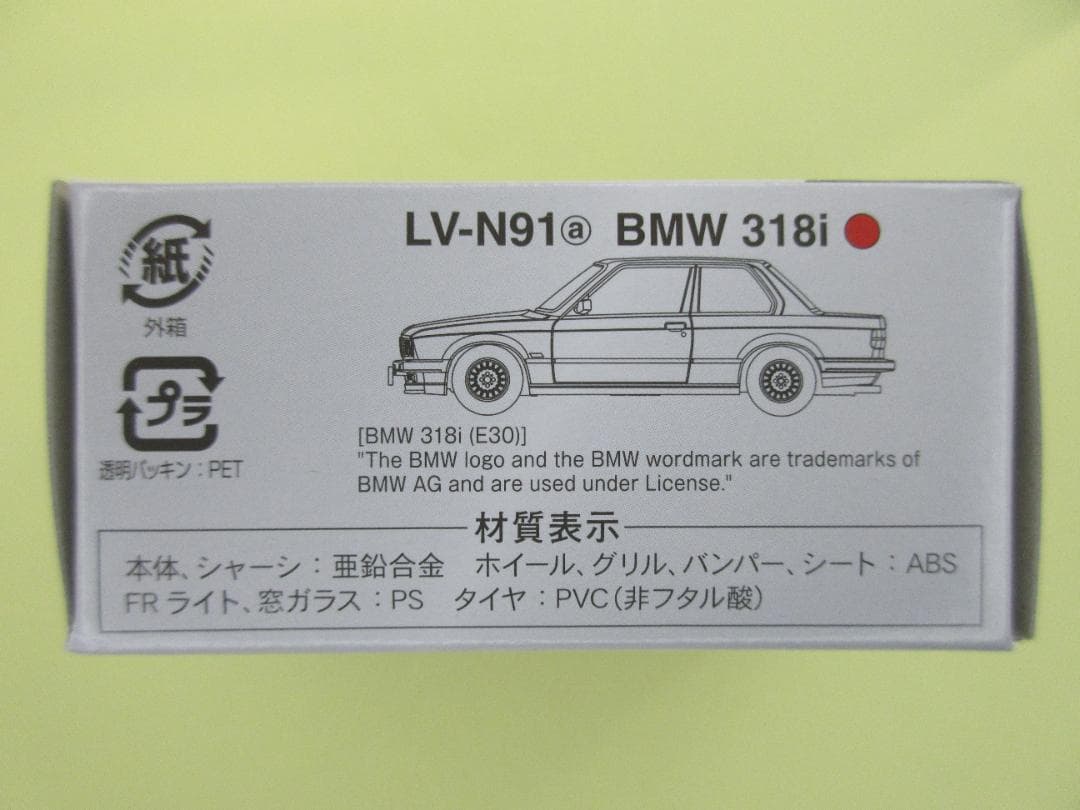 LV-N91ⓐ BMW 318i
紙
外箱
プラ
透明パッキン：PET
[BMW 318i (E30)]
"The BMW logo and the BMW wordmark are trademarks of
BMW AG and are used under License."
材質表示
本体、シャーシ：亜鉛合金　ホイール、グリル、バンパー、シート：ABS
FRライト、窓ガラス：PS　タイヤ：PVC（非フタル酸）